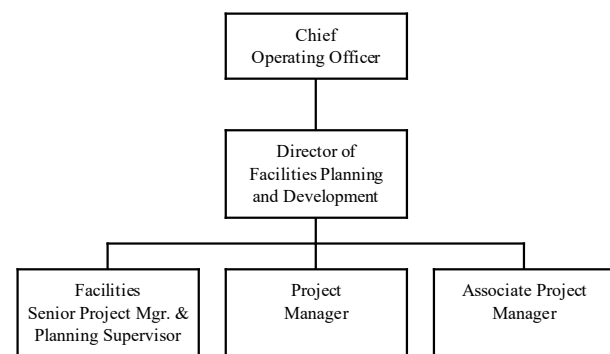 Chief
Operating Officer
Director of
Facilities Planning
and Development
Facilities
Senior Project Mgr. &
Planning Supervisor
Project
Manager
Associate Project
Manager